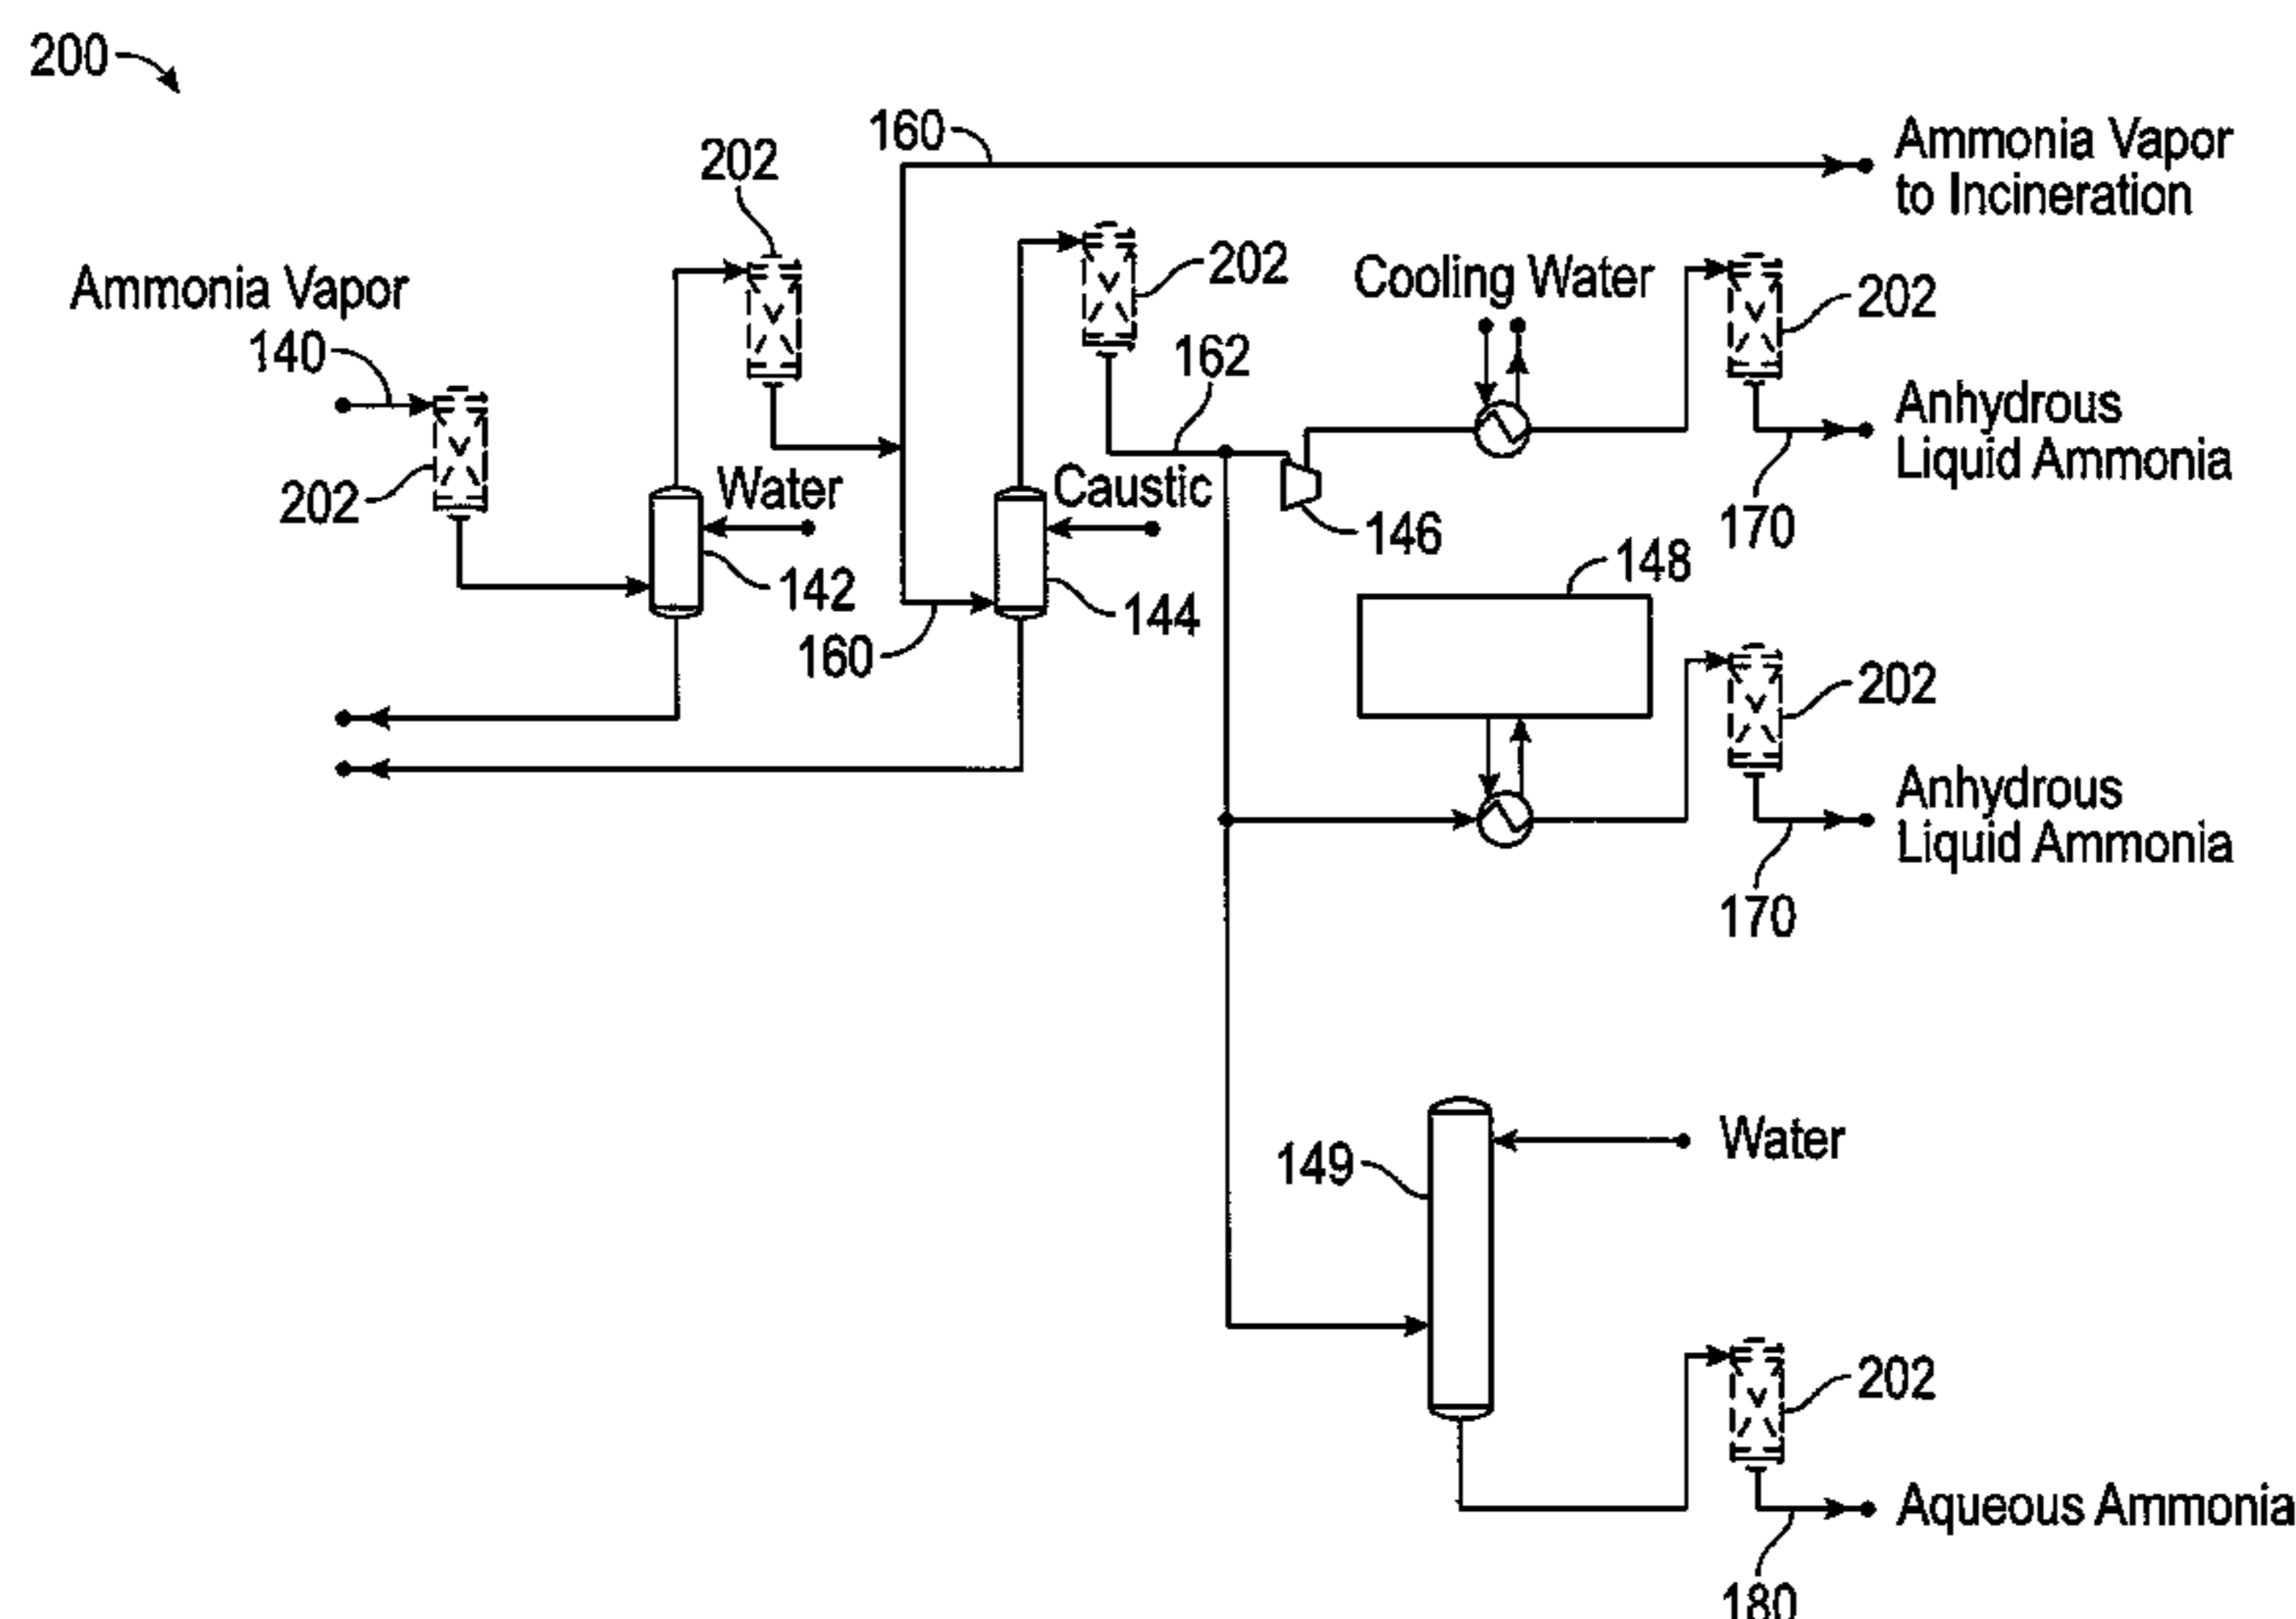 200
160
Ammonia Vapor
to Incineration
202
202
Cooling Water
202
Ammonia Vapor
140
162
Anhydrous
Liquid Ammonia
202
Water
Caustic
146
170
142
144
148
160
202
Anhydrous
Liquid Ammonia
170
149
Water
202
Aqueous Ammonia
180